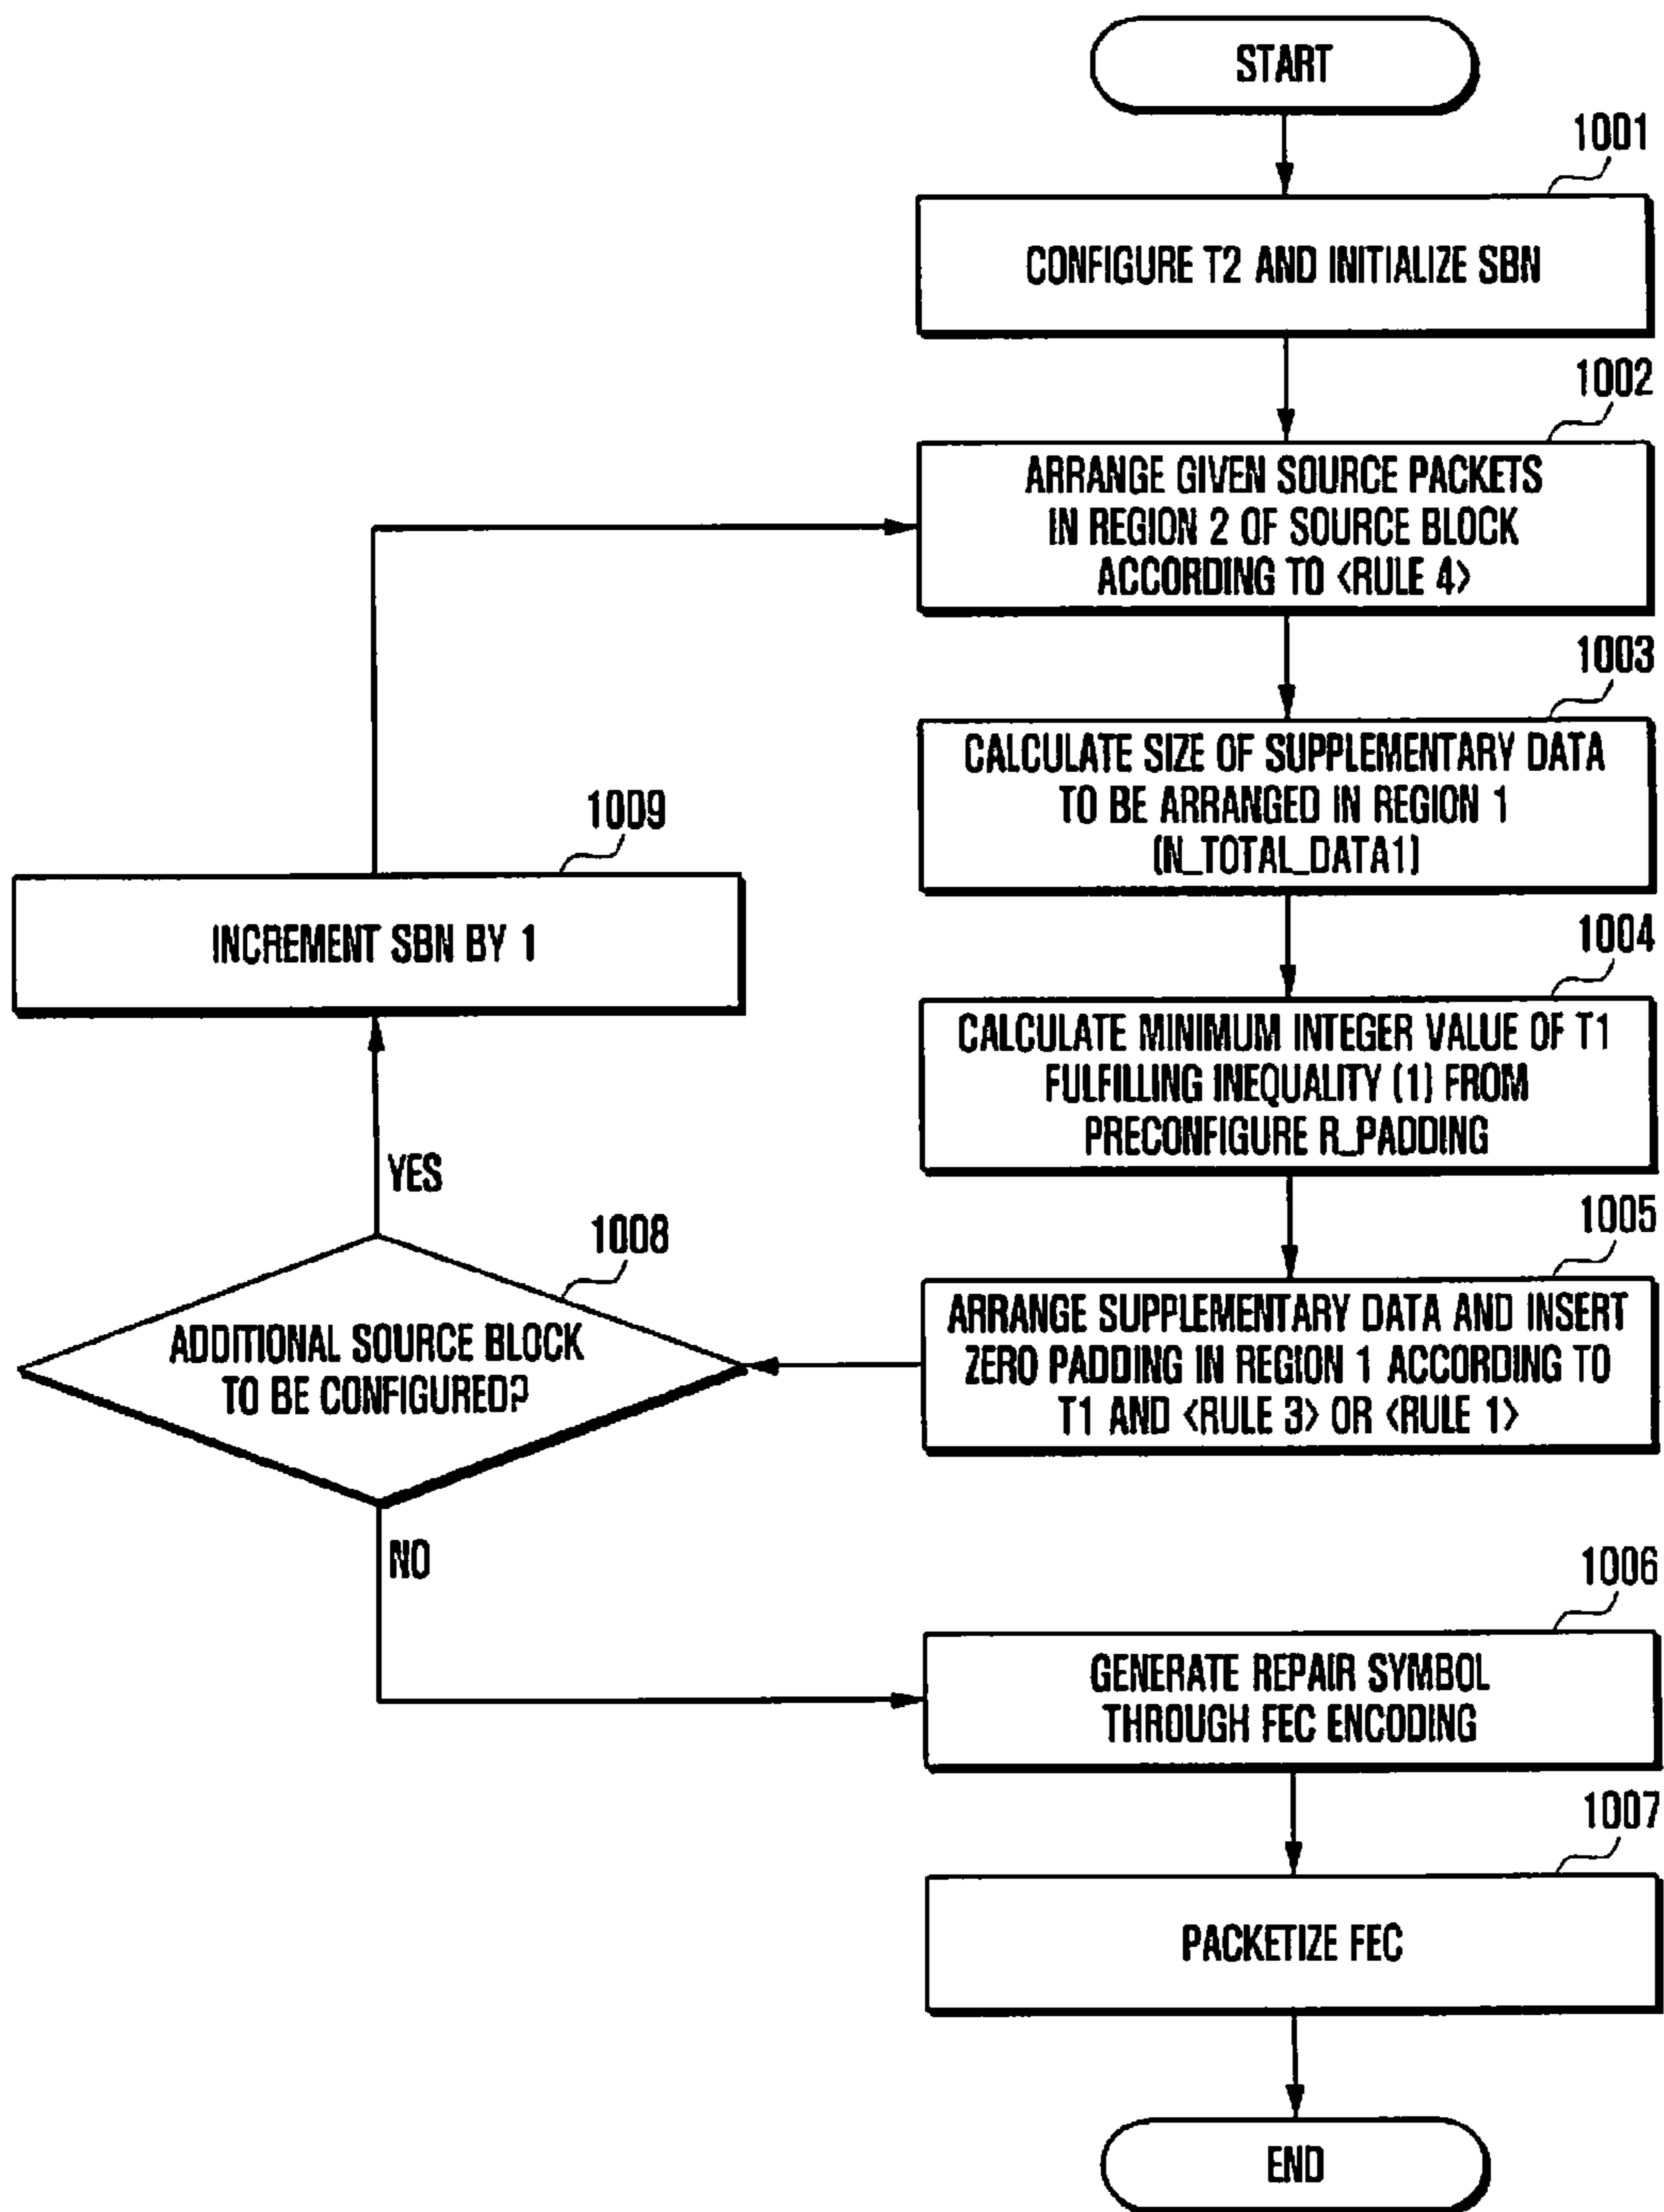 START
1001
CONFIGURE T2 AND INITIALIZE SBN
1002
ARRANGE GIVEN SOURCE PACKETS
IN REGION 2 OF SOURCE BLOCK
ACCORDING TO <RULE 4>
1003
CALCULATE SIZE OF SUPPLEMENTARY DATA
TO BE ARRANGED IN REGION 1
(N_TOTAL_DATA1)
1009
INCREMENT SBN BY 1
1004
CALCULATE MINIMUM INTEGER VALUE OF T1
FULFILLING INEQUALITY (1) FROM
PRECONFIGURE R_PADDING
YES
1008
ADDITIONAL SOURCE BLOCK
TO BE CONFIGURED?
1005
ARRANGE SUPPLEMENTARY DATA AND INSERT
ZERO PADDING IN REGION 1 ACCORDING TO
T1 AND <RULE 3> OR <RULE 1>
NO
1006
GENERATE REPAIR SYMBOL
THROUGH FEC ENCODING
1007
PACKETIZE FEC
END